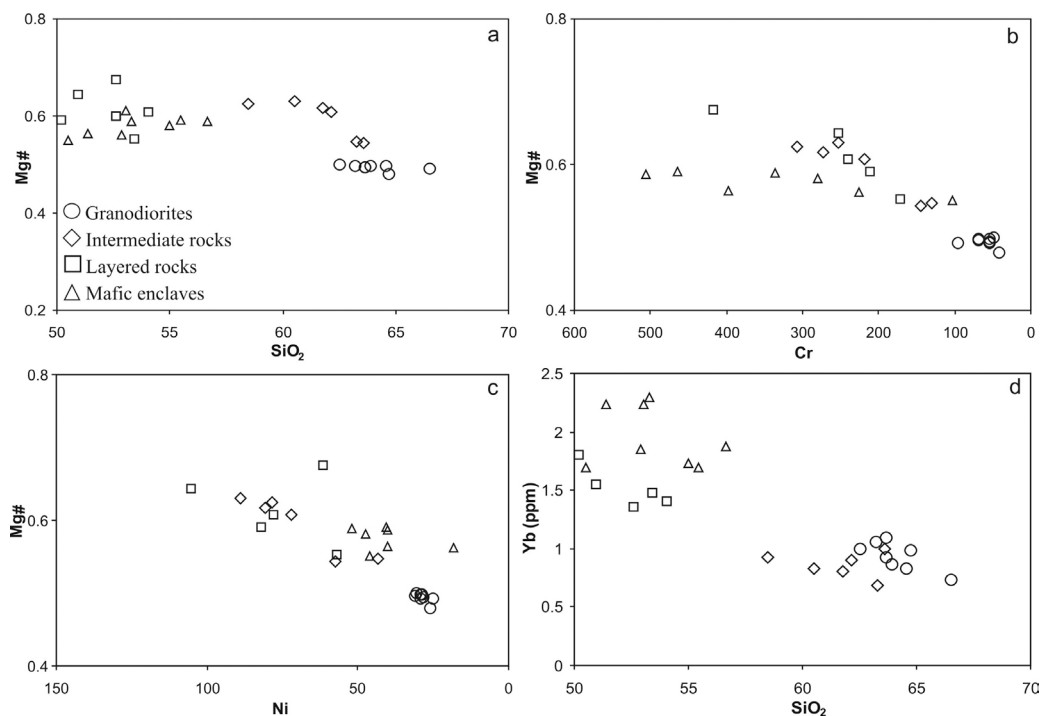 a
0.8
0.6
0.4
0.2
Mg#
Granodiorites
Intermediate rocks
Layered rocks
Mafic enclaves
50 55 60 65 70
SiO2
b
0.8
0.6
0.4
Mg#
600 500 400 300 200 100 0
Cr
c
0.8
0.6
0.4
Mg#
150 100 50 0
Ni
d
2.5
2
1.5
1
0.5
0
Yb (ppm)
50 55 60 65 70
SiO2